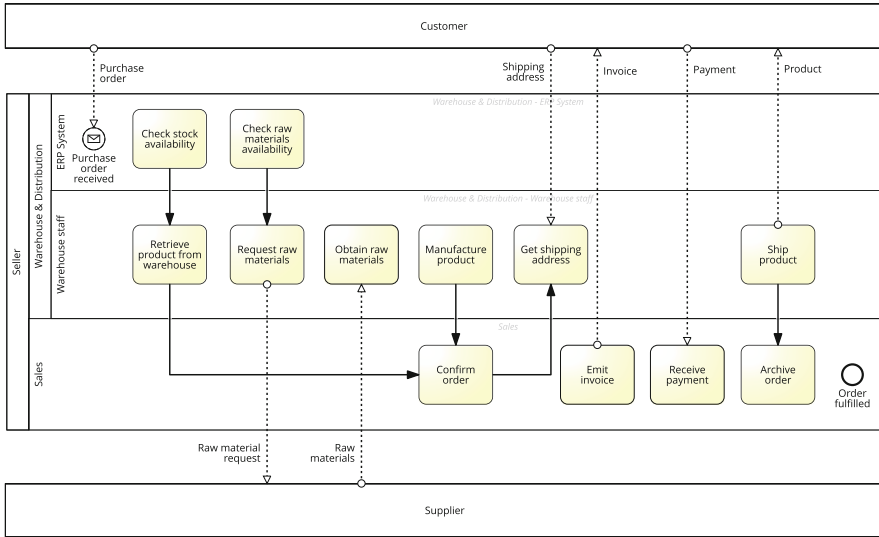 Customer
Purchase
order
Shipping
address
Invoice
Payment
Product
Seller
Warehouse & Distribution
ERP System
Warehouse & Distribution - ERP System
Purchase
order
received
Check stock
availability
Check raw
materials
availability
Warehouse staff
Warehouse & Distribution - Warehouse staff
Retrieve
product from
warehouse
Request raw
materials
Obtain raw
materials
Manufacture
product
Get shipping
address
Ship
product
Sales
Sales
Confirm
order
Emit
invoice
Receive
payment
Archive
order
Order
fulfilled
Raw material
request
Raw
materials
Supplier